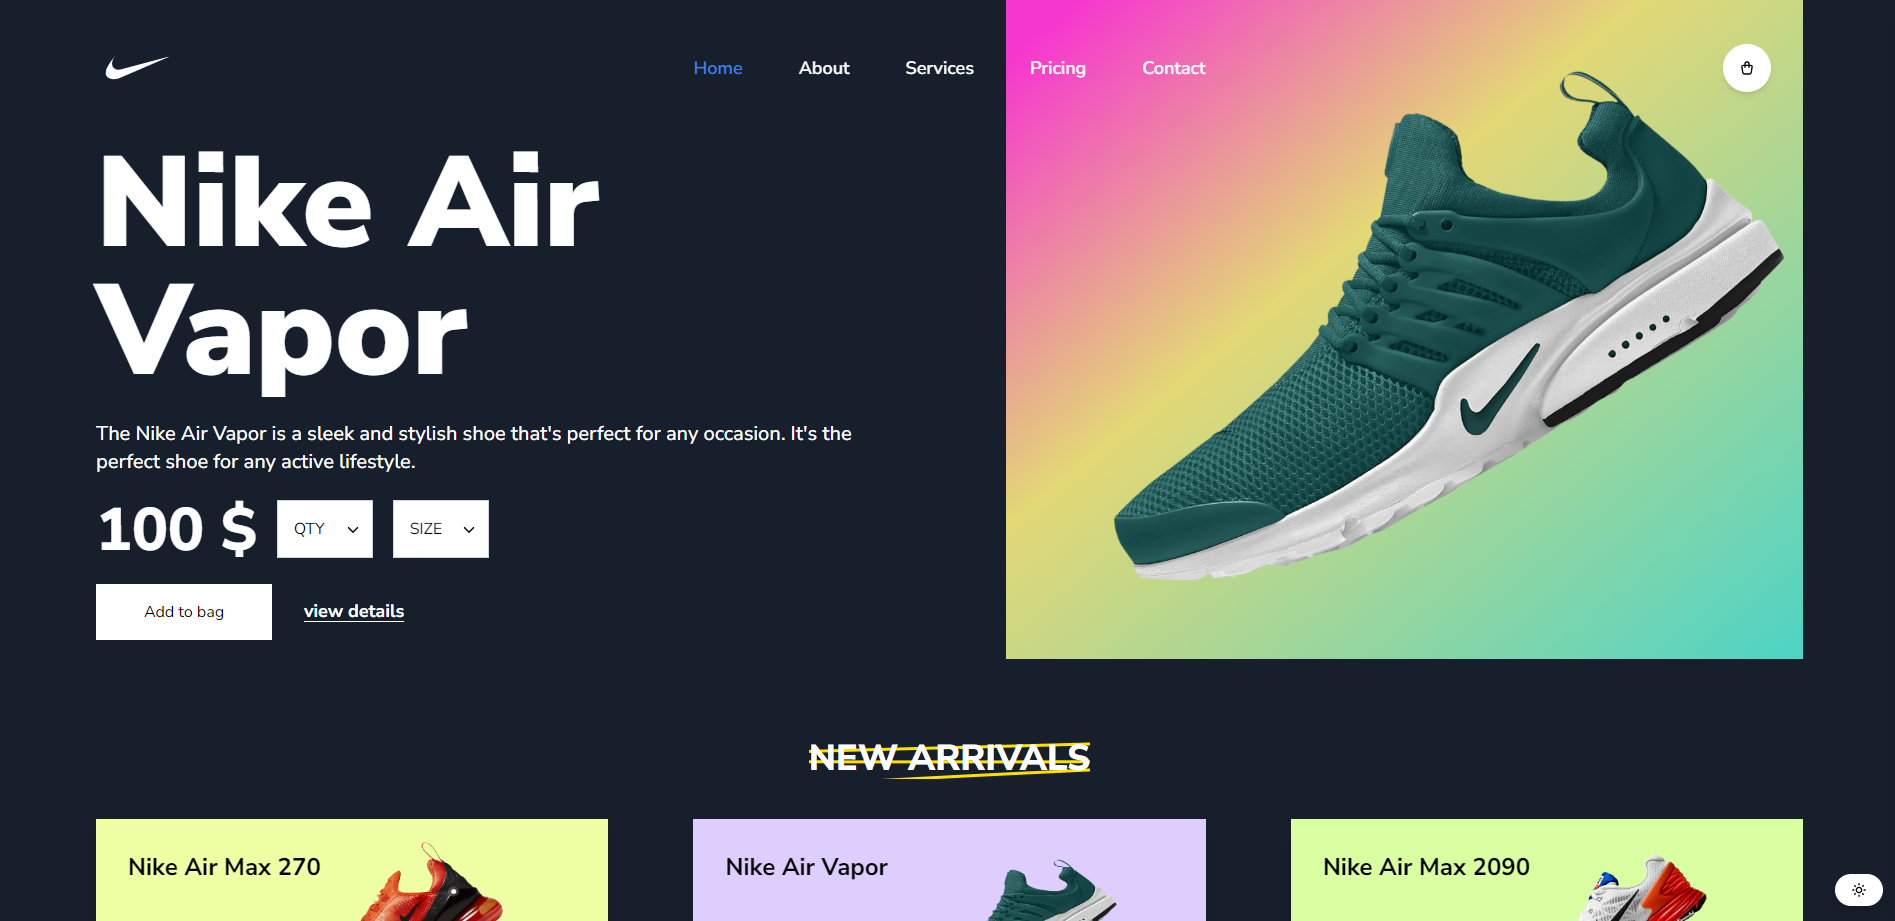 Home About Services Pricing Contact
Nike Air
Vapor
The Nike Air Vapor is a sleek and stylish shoe that's perfect for any occasion. It's the
perfect shoe for any active lifestyle.
100 $ QTY SIZE
Add to bag view details
NEW ARRIVALS
Nike Air Max 270
Nike Air Vapor
Nike Air Max 2090